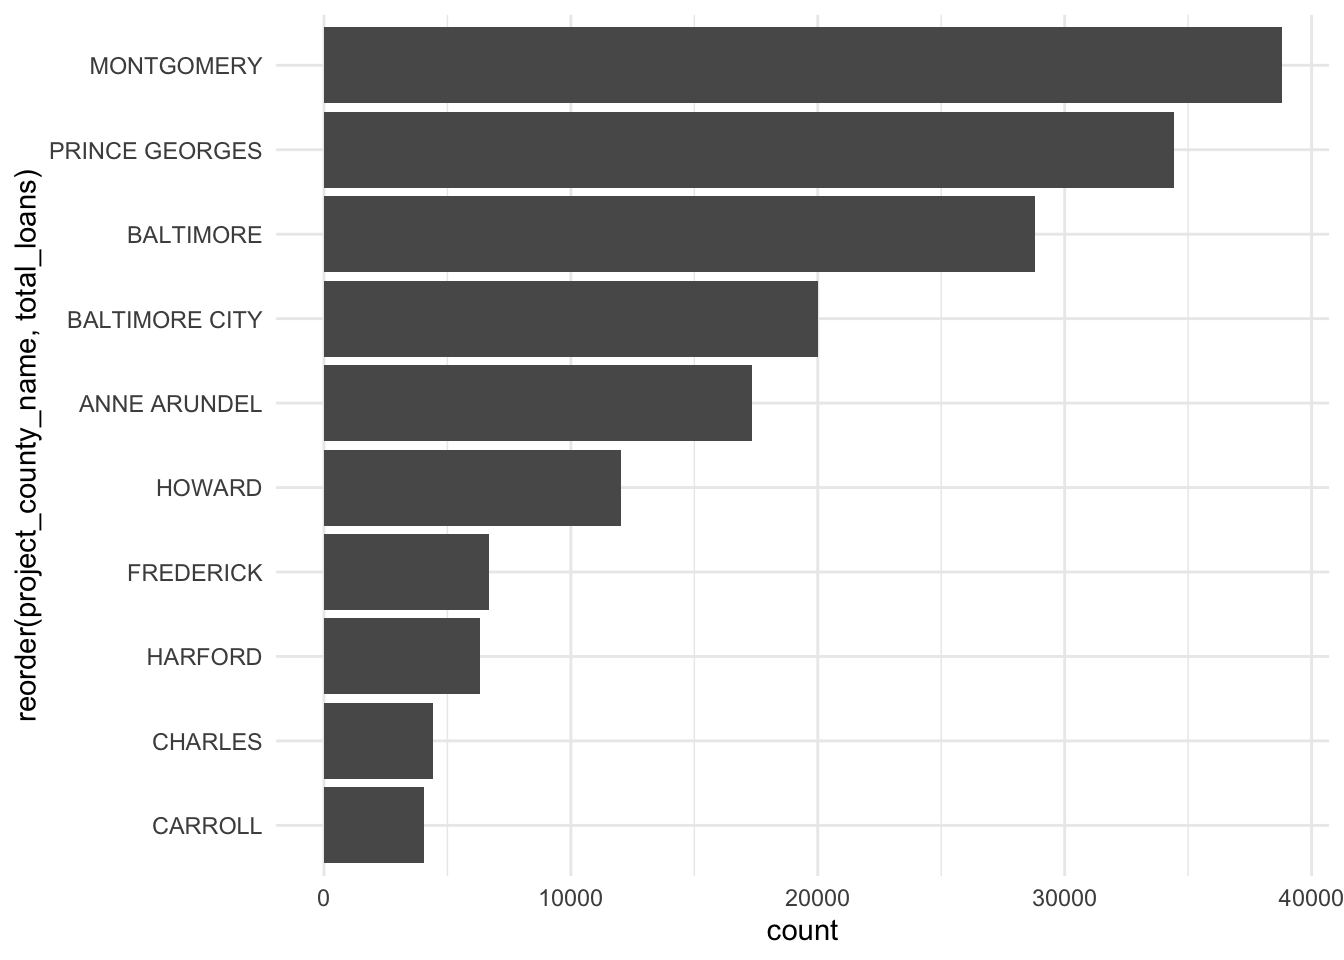 MONTGOMERY
PRINCE GEORGES
BALTIMORE
BALTIMORE CITY
ANNE ARUNDEL
HOWARD
FREDERICK
HARFORD
CHARLES
CARROLL
reorder(project_county_name, total_loans)
0 10000 20000 30000 40000
count